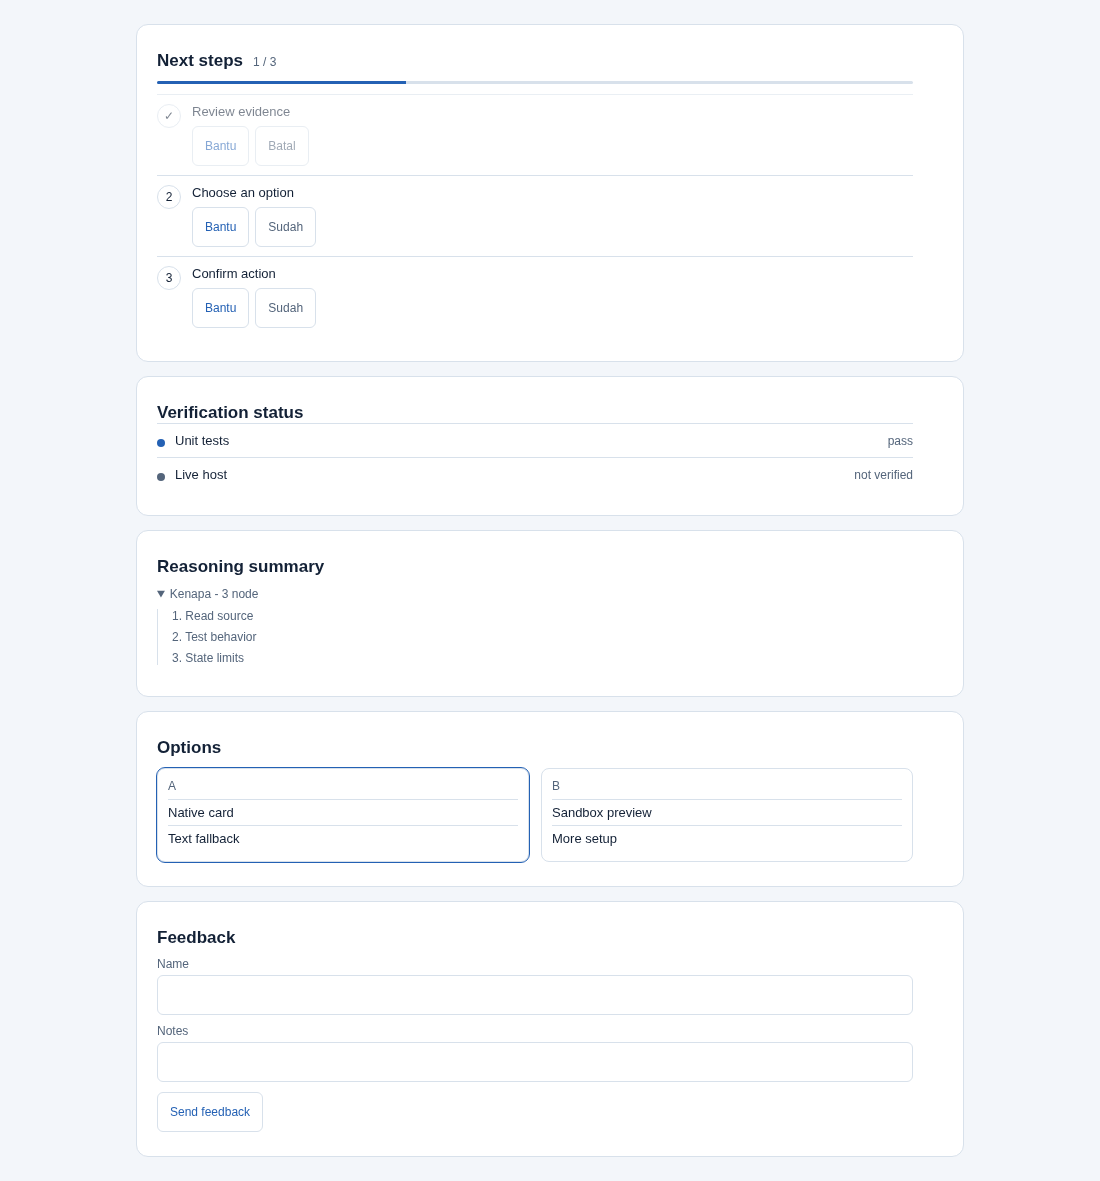 Next steps 1 / 3
✓ Review evidence
Bantu Batal
2 Choose an option
Bantu Sudah
3 Confirm action
Bantu Sudah
Verification status
Unit tests pass
Live host not verified
Reasoning summary
▼ Kenapa - 3 node
1. Read source
2. Test behavior
3. State limits
Options
A
Native card
Text fallback
B
Sandbox preview
More setup
Feedback
Name
Notes
Send feedback